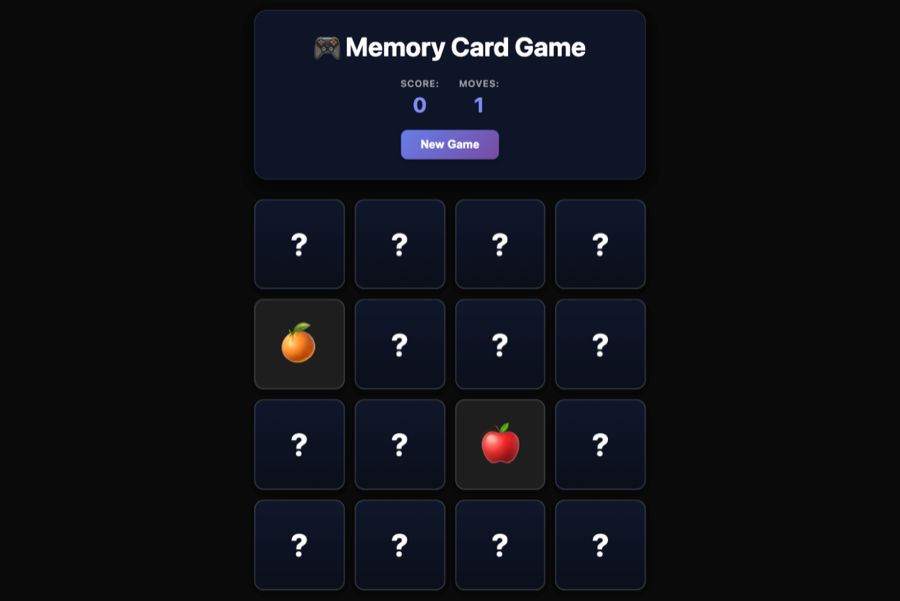 🎮 Memory Card Game
SCORE: MOVES:
0 1
New Game
? ? ? ?
? ? ?
? ? ?
? ? ? ?